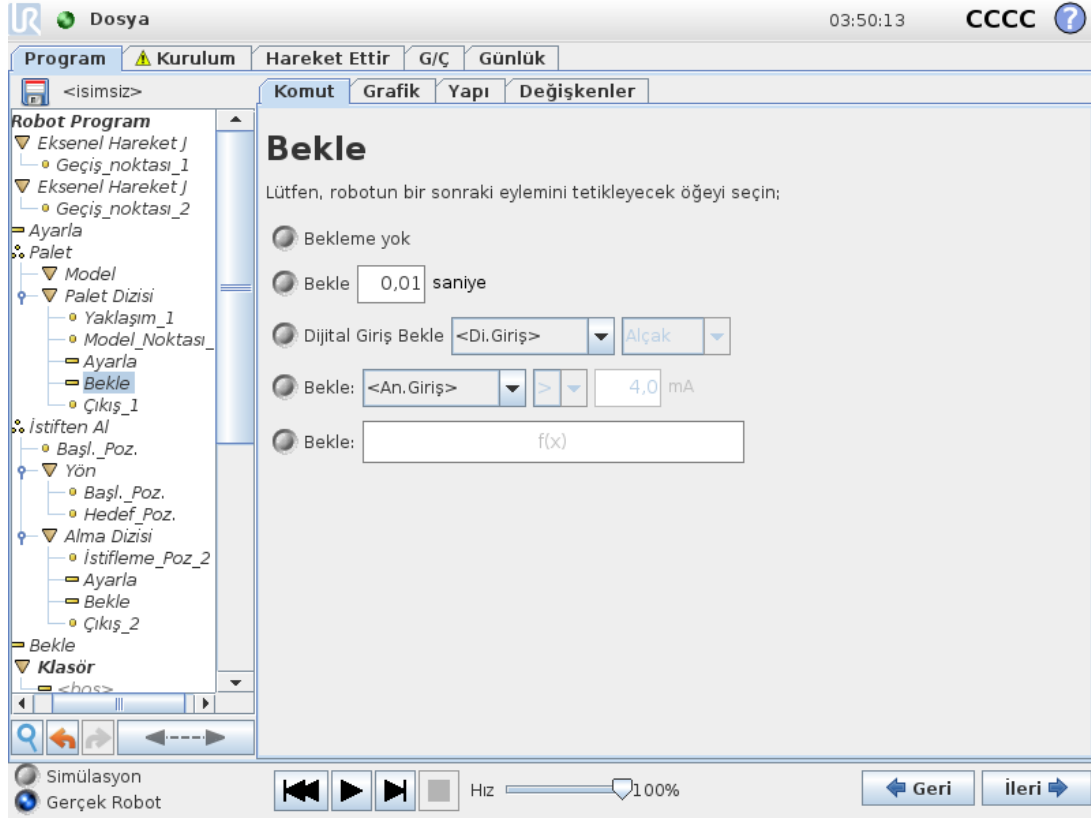 UR Dosya 03:50:13 CCCC ?
Program Kurulum Hareket Ettir G/Ç Günlük
<isimsiz>
Komut Grafik Yapı Değişkenler
Robot Program
Eksenel Hareket J
Geçiş_noktası_1
Eksenel Hareket J
Geçiş_noktası_2
Ayarla
Palet
Model
Palet Dizisi
Yaklaşım_1
Model_Noktası_
Ayarla
Bekle
Çıkış_1
İstiften Al
Başl._Poz.
Yön
Başl._Poz.
Hedef_Poz.
Alma Dizisi
İstifleme_Poz_2
Ayarla
Bekle
Çıkış_2
Bekle
Klasör
<boş>
Bekle
Lütfen, robotun bir sonraki eylemini tetikleyecek öğeyi seçin;
Bekleme yok
Bekle 0,01 saniye
Dijital Giriş Bekle <Di.Giriş> Alçak
Bekle: <An.Giriş> > 4,0 mA
Bekle: f(x)
Simülasyon
Gerçek Robot
Hız 100%
Geri İleri